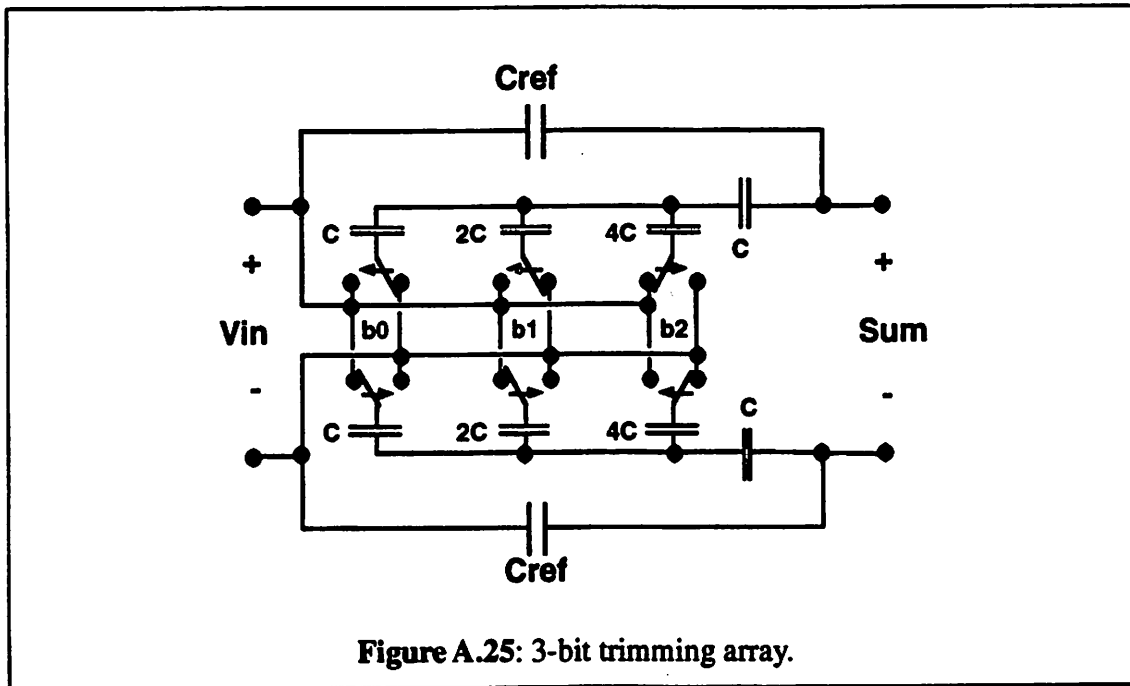 Cref
C
2C
4C
C
+
+
Vin
b0
b1
b2
Sum
-
-
C
2C
4C
C
Cref
Figure A.25: 3-bit trimming array.